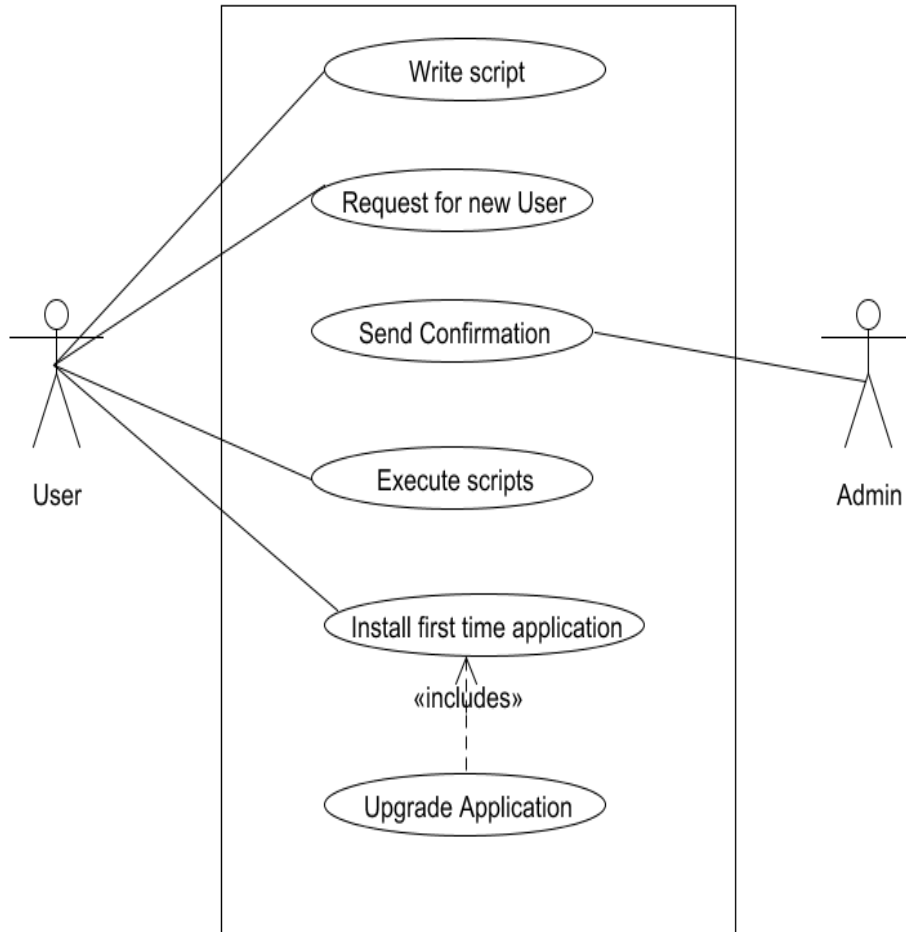 Write script
Request for new User
Send Confirmation
Execute scripts
User
Admin
Install first time application
«includes»
Upgrade Application